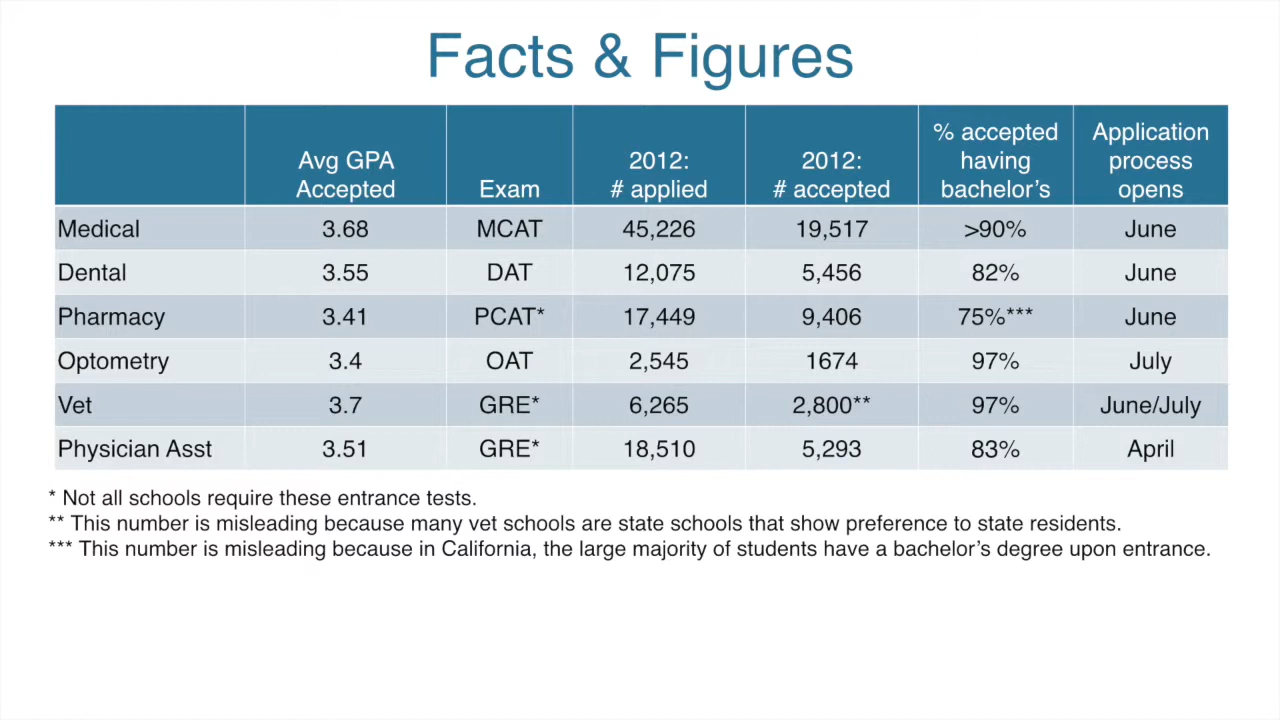 Facts & Figures
Avg GPA Accepted Exam 2012: # applied 2012: # accepted % accepted having bachelor’s Application process opens
Medical 3.68 MCAT 45,226 19,517 >90% June
Dental 3.55 DAT 12,075 5,456 82% June
Pharmacy 3.41 PCAT* 17,449 9,406 75%*** June
Optometry 3.4 OAT 2,545 1674 97% July
Vet 3.7 GRE* 6,265 2,800** 97% June/July
Physician Asst 3.51 GRE* 18,510 5,293 83% April
* Not all schools require these entrance tests.
** This number is misleading because many vet schools are state schools that show preference to state residents.
*** This number is misleading because in California, the large majority of students have a bachelor’s degree upon entrance.